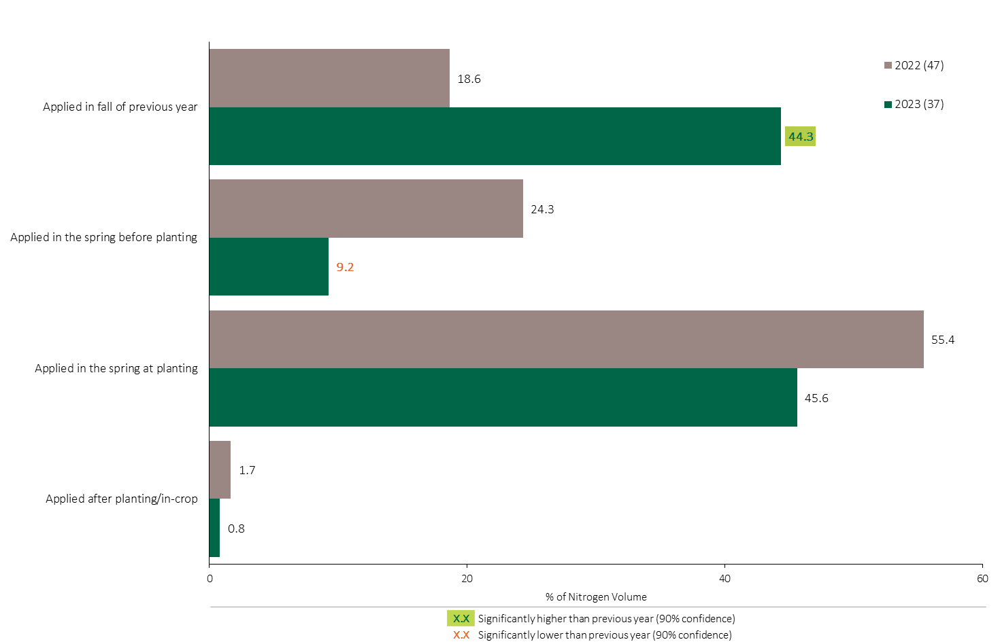 2022 (47)
18.6
2023 (37)
Applied in fall of previous year
44.3
24.3
Applied in the spring before planting
9.2
55.4
Applied in the spring at planting
45.6
1.7
Applied after planting/in-crop
0.8
0 20 40 60
% of Nitrogen Volume
X.X Significantly higher than previous year (90% confidence)
X.X Significantly lower than previous year (90% confidence)